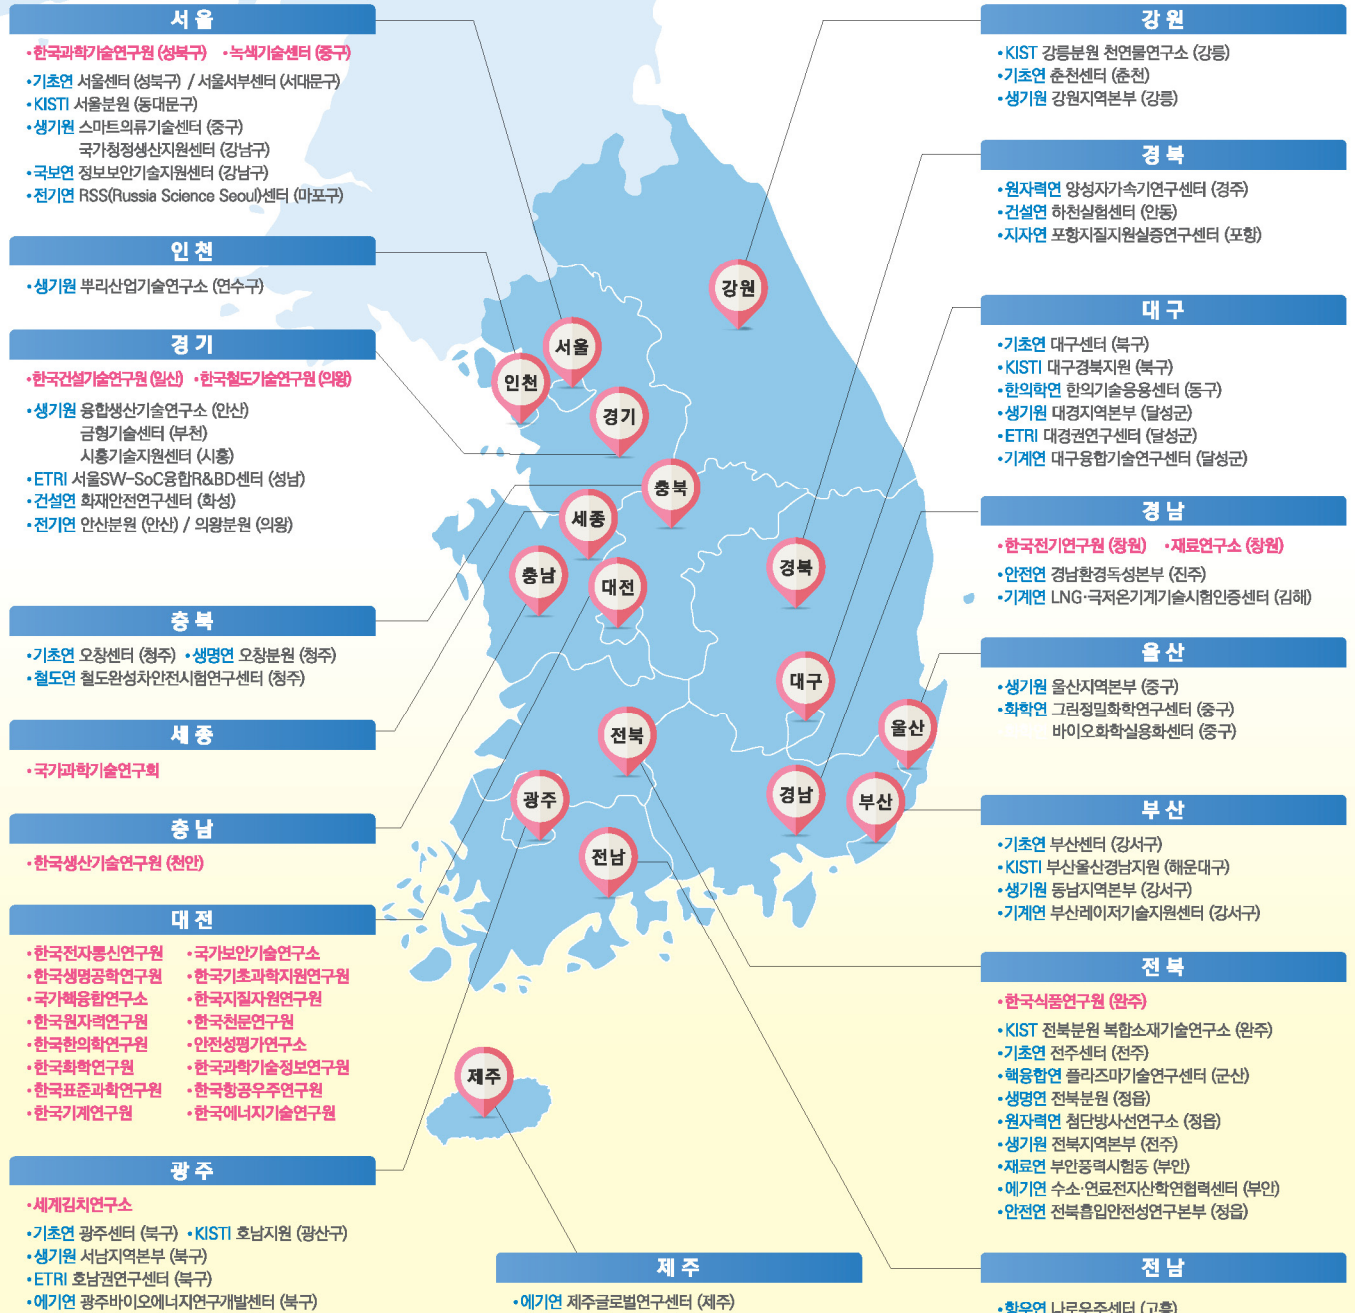 서울
•한국과학기술연구원 (성북구) •녹색기술센터 (중구)
•기초연 서울센터 (성북구) / 서울서부센터 (서대문구)
•KISTI 서울분원 (동대문구)
•생기원 스마트의류기술센터 (중구)
국가청정생산지원센터 (강남구)
•국보연 정보보안기술지원센터 (강남구)
•전기연 RSS(Russia Science Seoul)센터 (마포구)
인천
•생기원 뿌리산업기술연구소 (연수구)
경기
•한국건설기술연구원 (일산) •한국철도기술연구원 (의왕)
•생기원 융합생산기술연구소 (안산)
금형기술센터 (부천)
시흥기술지원센터 (시흥)
•ETRI 서울SW-SoC융합R&BD센터 (성남)
•건설연 화재안전연구센터 (화성)
•전기연 안산분원 (안산) / 의왕분원 (의왕)
충북
•기초연 오창센터 (청주) •생명연 오창분원 (청주)
•철도연 철도완성차안전시험연구센터 (청주)
세종
•국가과학기술연구회
충남
•한국생산기술연구원 (천안)
대전
•한국전자통신연구원 •국가보안기술연구소
•한국생명공학연구원 •한국기초과학지원연구원
•국가핵융합연구소 •한국지질자원연구원
•한국원자력연구원 •한국천문연구원
•한국한의학연구원 •안전성평가연구소
•한국화학연구원 •한국과학기술정보연구원
•한국표준과학연구원 •한국항공우주연구원
•한국기계연구원 •한국에너지기술연구원
광주
•세계김치연구소
•기초연 광주센터 (북구) •KISTI 호남지원 (광산구)
•생기원 서남지역본부 (북구)
•ETRI 호남권연구센터 (북구)
•에기연 광주바이오에너지연구개발센터 (북구)
강원
서울
인천
경기
충북
세종
충남
대전
경북
대구
울산
전북
광주
경남
부산
전남
제주
제주
•에기연 제주글로벌연구센터 (제주)
강원
•KIST 강릉분원 천연물연구소 (강릉)
•기초연 춘천센터 (춘천)
•생기원 강원지역본부 (강릉)
경북
•원자력연 양성자가속기연구센터 (경주)
•건설연 하천실험센터 (안동)
•지자연 포항지질지원실증연구센터 (포항)
대구
•기초연 대구센터 (북구)
•KISTI 대구경북지원 (북구)
•한의학연 한의기술응용센터 (동구)
•생기원 대경지역본부 (달성군)
•ETRI 대경권연구센터 (달성군)
•기계연 대구융합기술연구센터 (달성군)
경남
•한국전기연구원 (창원) •재료연구소 (창원)
•안전연 경남환경독성본부 (진주)
•기계연 LNG·극저온기계기술시험인증센터 (김해)
울산
•생기원 울산지역본부 (중구)
•화학연 그린정밀화학연구센터 (중구)
바이오화학실용화센터 (중구)
부산
•기초연 부산센터 (강서구)
•KISTI 부산울산경남지원 (해운대구)
•생기원 동남지역본부 (강서구)
•기계연 부산레이저기술지원센터 (강서구)
전북
•한국식품연구원 (완주)
•KIST 전북분원 복합소재기술연구소 (완주)
•기초연 전주센터 (전주)
•핵융합연 플라즈마기술연구센터 (군산)
•생명연 전북분원 (정읍)
•원자력연 첨단방사선연구소 (정읍)
•생기원 전북지역본부 (전주)
•재료연 부안풍력시험동 (부안)
•에기연 수소·연료전지산학연협력센터 (부안)
•안전연 전북흡입안전성연구본부 (정읍)
전남
•항우연 나로우주센터 (고흥)